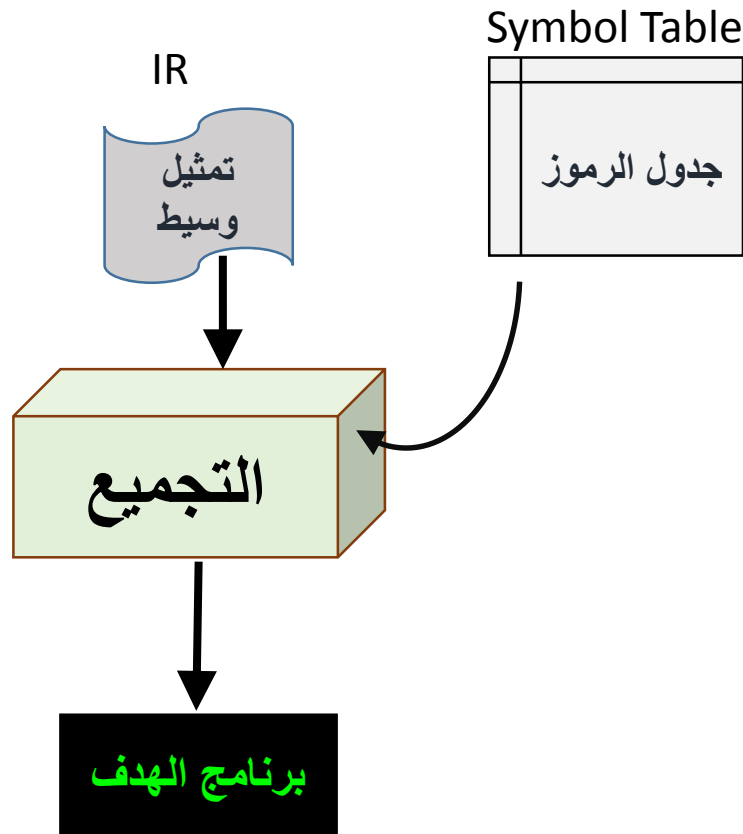 Symbol Table
IR
تمثيل
وسيط
جدول الرموز
التجميع
برنامج الهدف